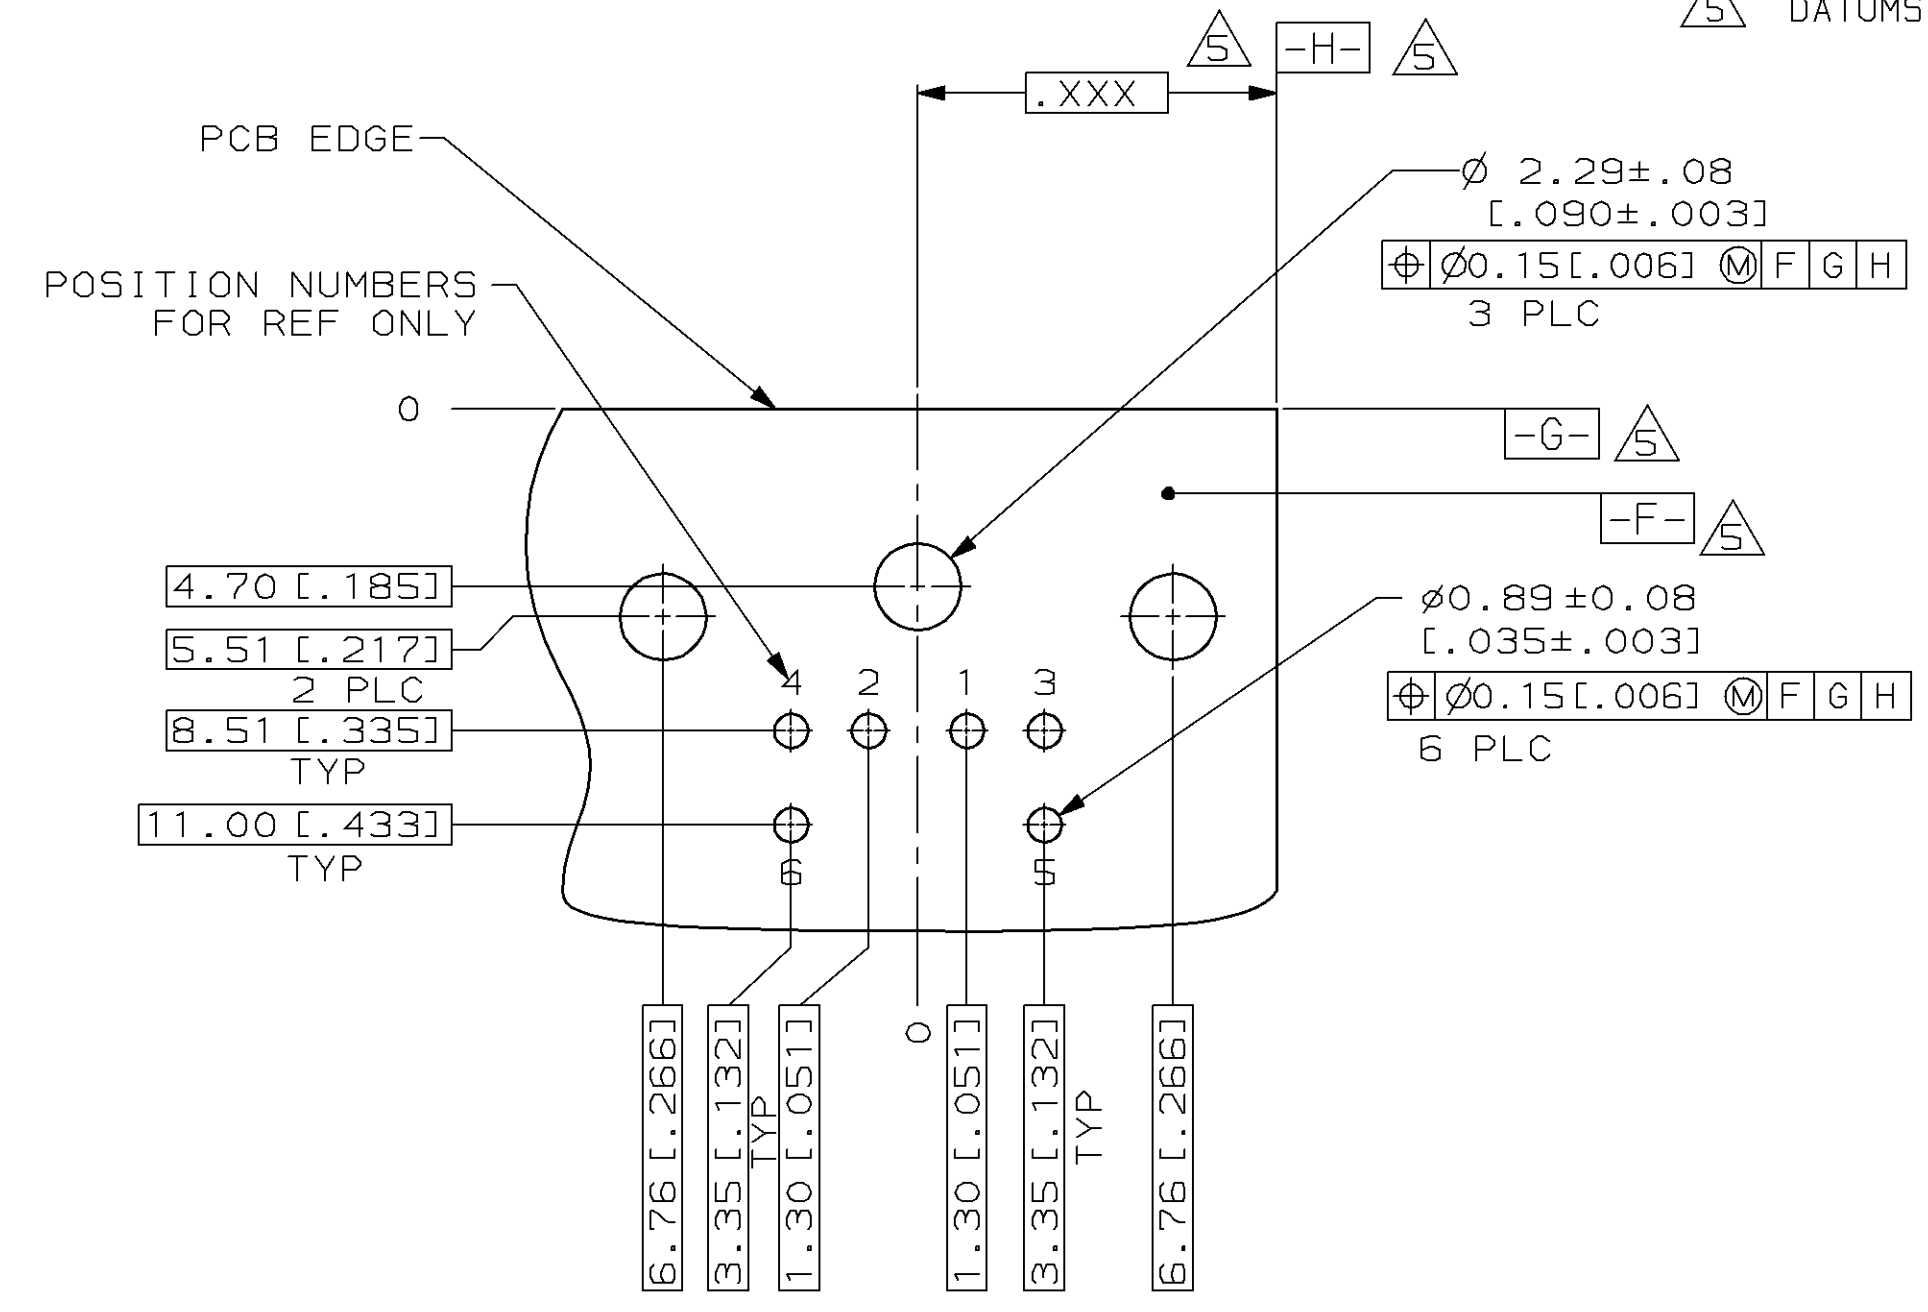 5 DATUMS
5 -H- 5
.XXX
PCB EDGE
Ø 2.29±.08
[.090±.003]
⌖ Ø0.15[.006] Ⓜ F G H
3 PLC
POSITION NUMBERS
FOR REF ONLY
0
-G- 5
-F- 5
4.70 [.185]
5.51 [.217]
2 PLC
8.51 [.335]
TYP
11.00 [.433]
TYP
Ø0.89±0.08
[.035±.003]
⌖ Ø0.15[.006] Ⓜ F G H
6 PLC
4 2 1 3
6 5
6.76 [.266]
3.35 [.132]
TYP
1.30 [.051]
0
1.30 [.051]
3.35 [.132]
TYP
6.76 [.266]